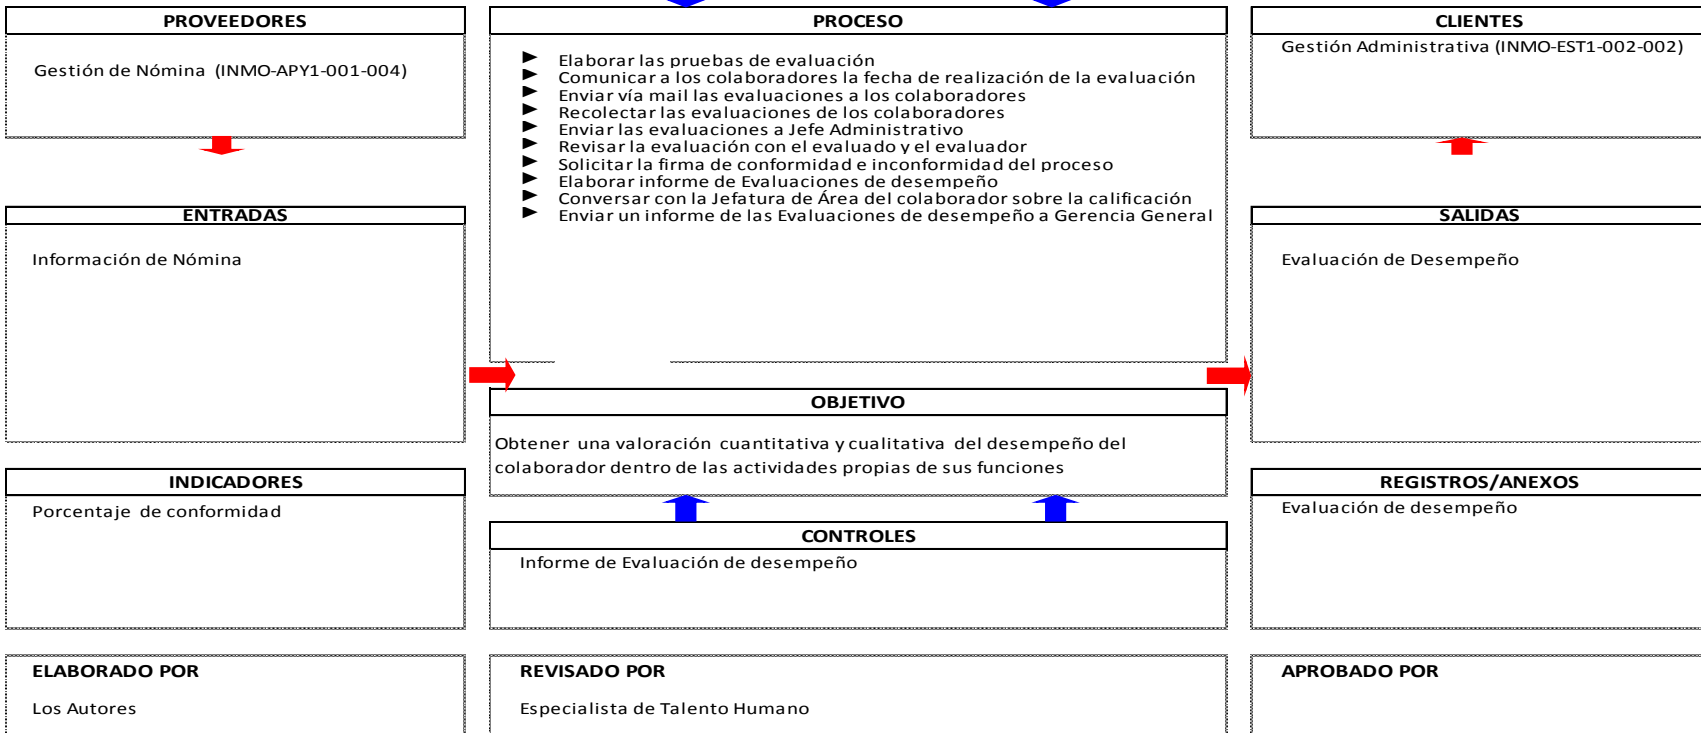 PROVEEDORES
Gestión de Nómina (INMO-APY1-001-004)
PROCESO
Elaborar las pruebas de evaluación
Comunicar a los colaboradores la fecha de realización de la evaluación
Enviar vía mail las evaluaciones a los colaboradores
Recolectar las evaluaciones de los colaboradores
Enviar las evaluaciones a Jefe Administrativo
Revisar la evaluación con el evaluado y el evaluador
Solicitar la firma de conformidad e inconformidad del proceso
Elaborar informe de Evaluaciones de desempeño
Conversar con la Jefatura de Área del colaborador sobre la calificación
Enviar un informe de las Evaluaciones de desempeño a Gerencia General
CLIENTES
Gestión Administrativa (INMO-EST1-002-002)
ENTRADAS
Información de Nómina
SALIDAS
Evaluación de Desempeño
OBJETIVO
Obtener una valoración cuantitativa y cualitativa del desempeño del
colaborador dentro de las actividades propias de sus funciones
INDICADORES
Porcentaje de conformidad
CONTROLES
Informe de Evaluación de desempeño
REGISTROS/ANEXOS
Evaluación de desempeño
ELABORADO POR
Los Autores
REVISADO POR
Especialista de Talento Humano
APROBADO POR